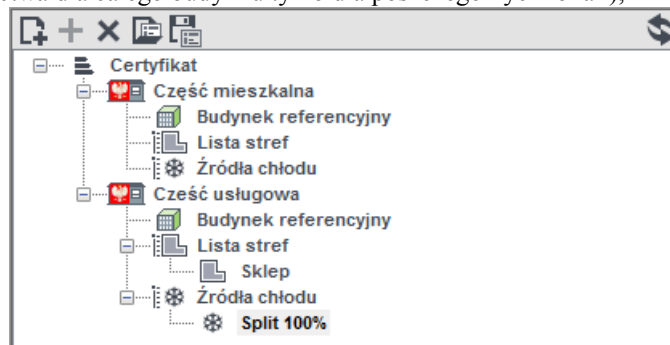 Certyfikat
Część mieszkalna
Budynek referencyjny
Lista stref
Źródła chłodu
Cześć usługowa
Budynek referencyjny
Lista stref
Sklep
Źródła chłodu
Split 100%